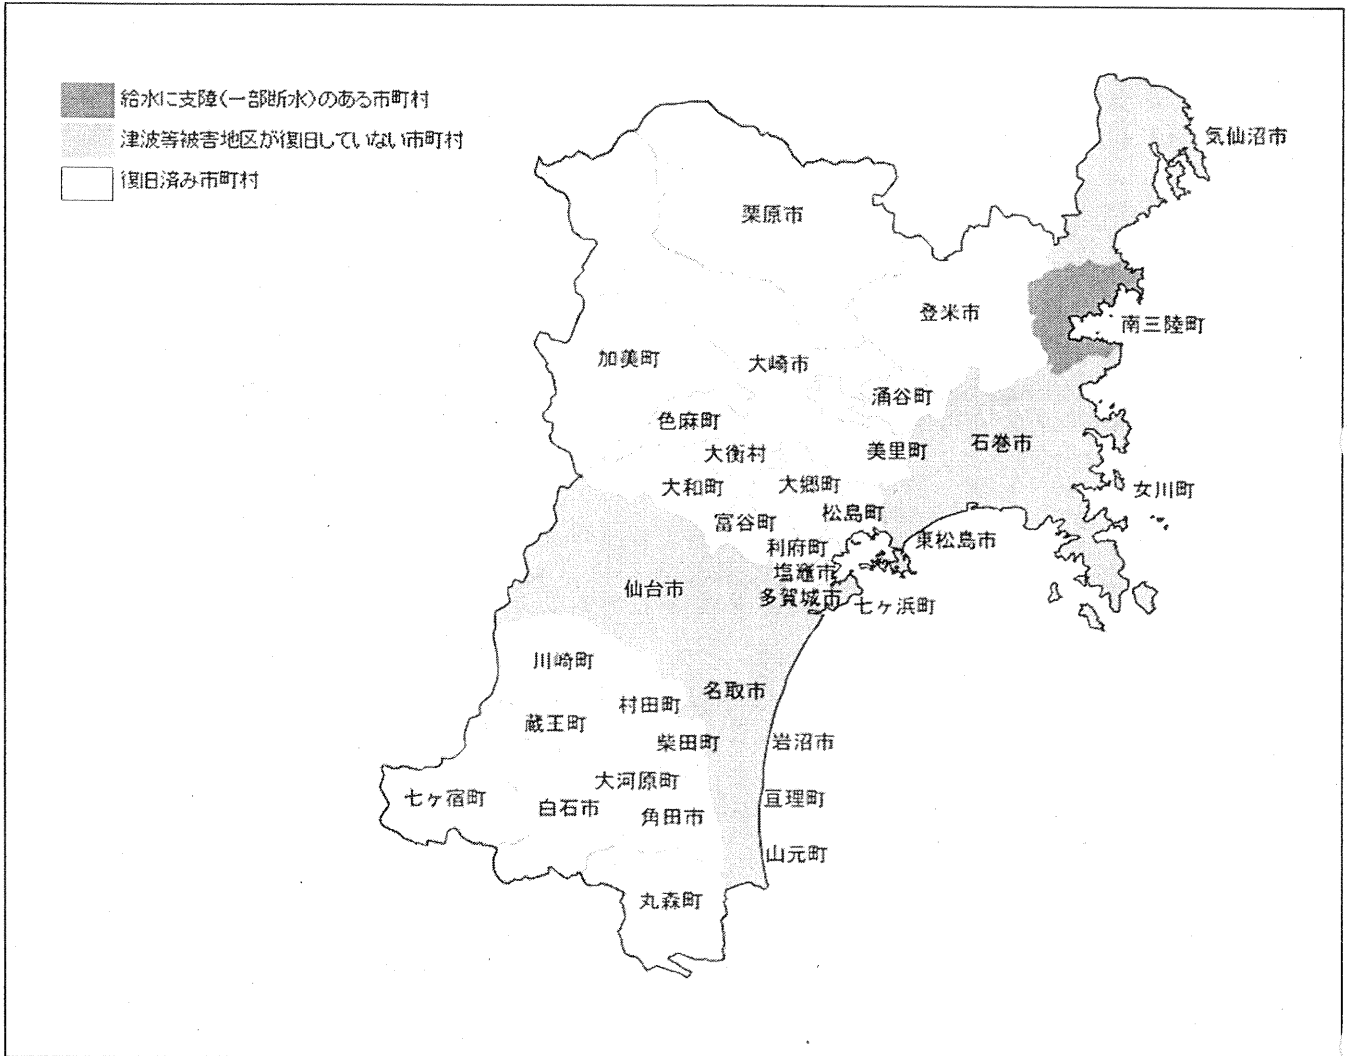 給水に支障(一部断水)のある市町村
津波等被害地区が復旧していない市町村
復旧済み市町村
気仙沼市
栗原市
登米市
南三陸町
加美町
大崎市
涌谷町
色麻町
石巻市
大衡村
美里町
大和町
大郷町
女川町
富谷町
松島町
利府町
東松島市
塩竈市
仙台市
多賀城市
七ヶ浜町
川崎町
名取市
村田町
蔵王町
柴田町
岩沼市
大河原町
七ヶ宿町
白石市
亘理町
角田市
山元町
丸森町